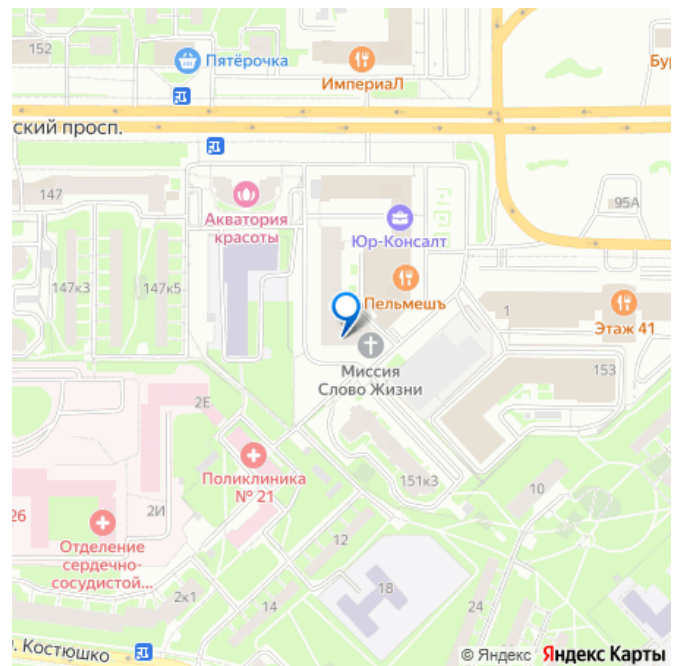 152
Пятёрочка
ИмпериаЛ
Бу
ский просп.
147
Акватория
красоты
95А
Юр-Консалт
147к3
147к5
Пельмешъ
1
Этаж 41
Миссия
Слово Жизни
153
2Е
Поликлиника
№ 21
151к3
10
26
2И
Отделение
сердечно-
сосудистой...
12
18
2к1
14
24
. Костюшко
© Яндекс Яндекс Карты